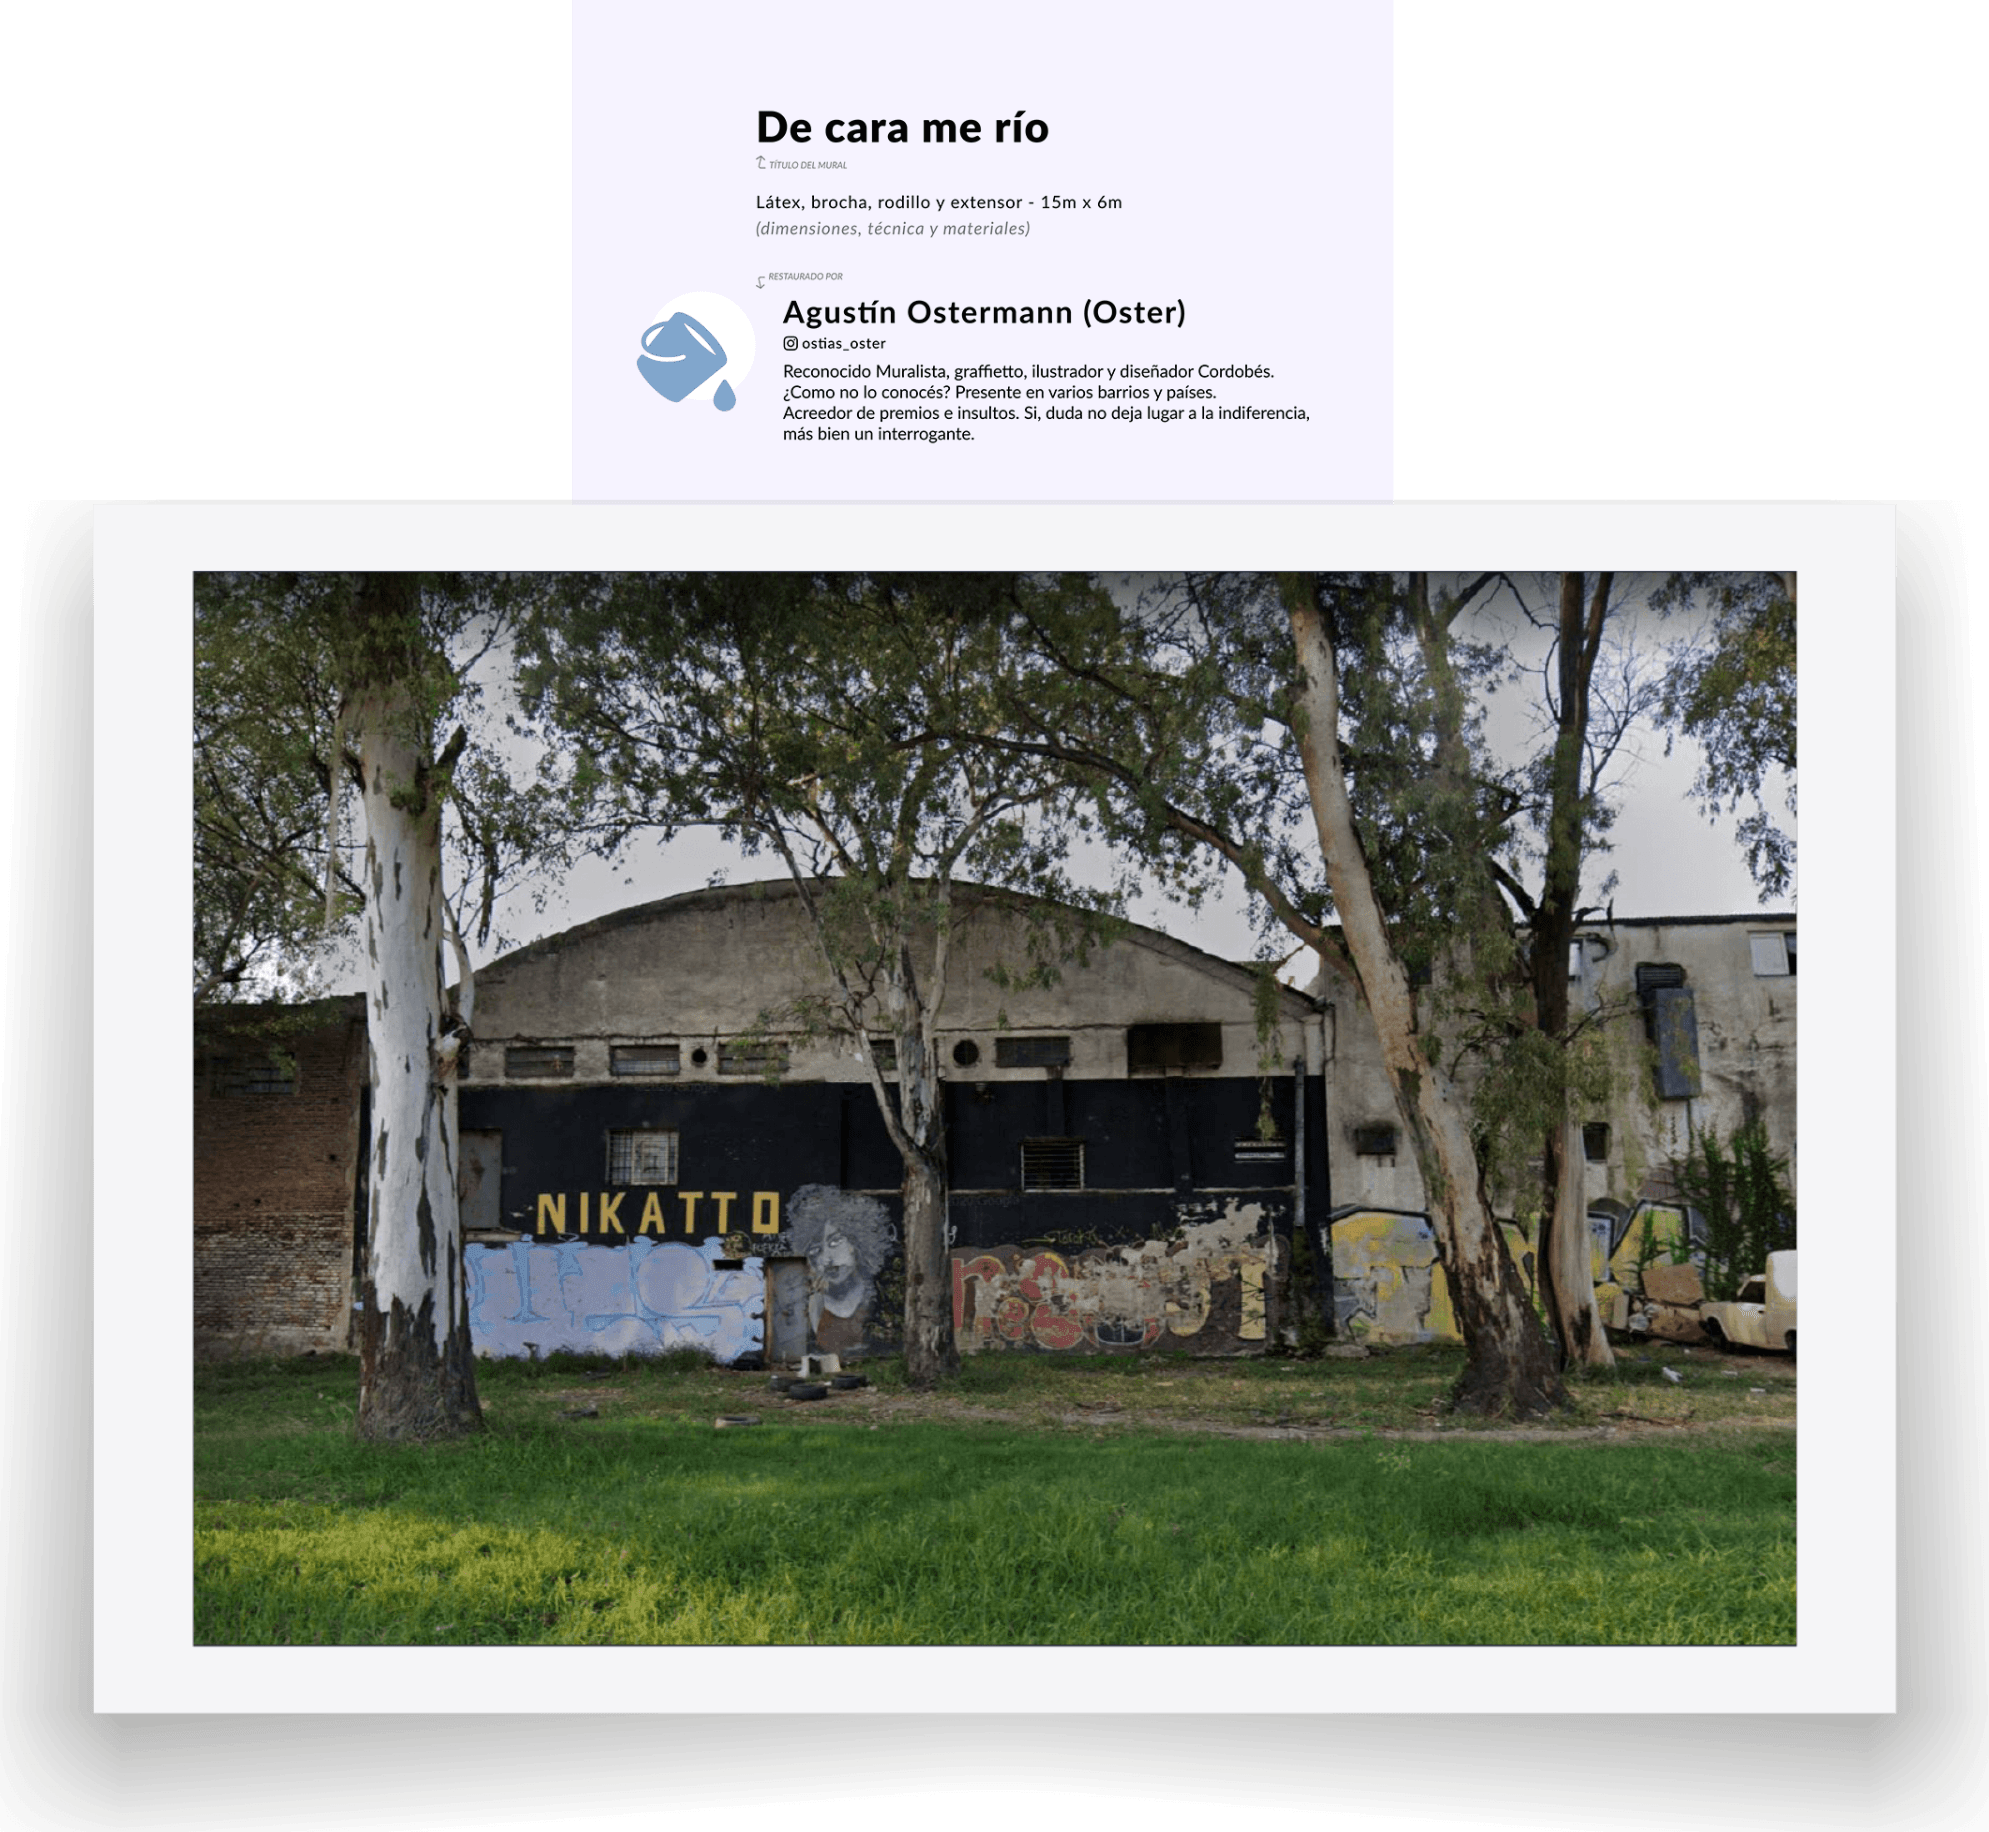 De cara me río
TÍTULO DEL MURAL
Látex, brocha, rodillo y extensor - 15m x 6m
(dimensiones, técnica y materiales)
RESTAURADO POR
Agustín Ostermann (Oster)
ostias_oster
Reconocido Muralista, graffietto, ilustrador y diseñador Cordobés.
¿Como no lo conocés? Presente en varios barrios y países.
Acreedor de premios e insultos. Si, duda no deja lugar a la indiferencia,
más bien un interrogante.
NIKATTO